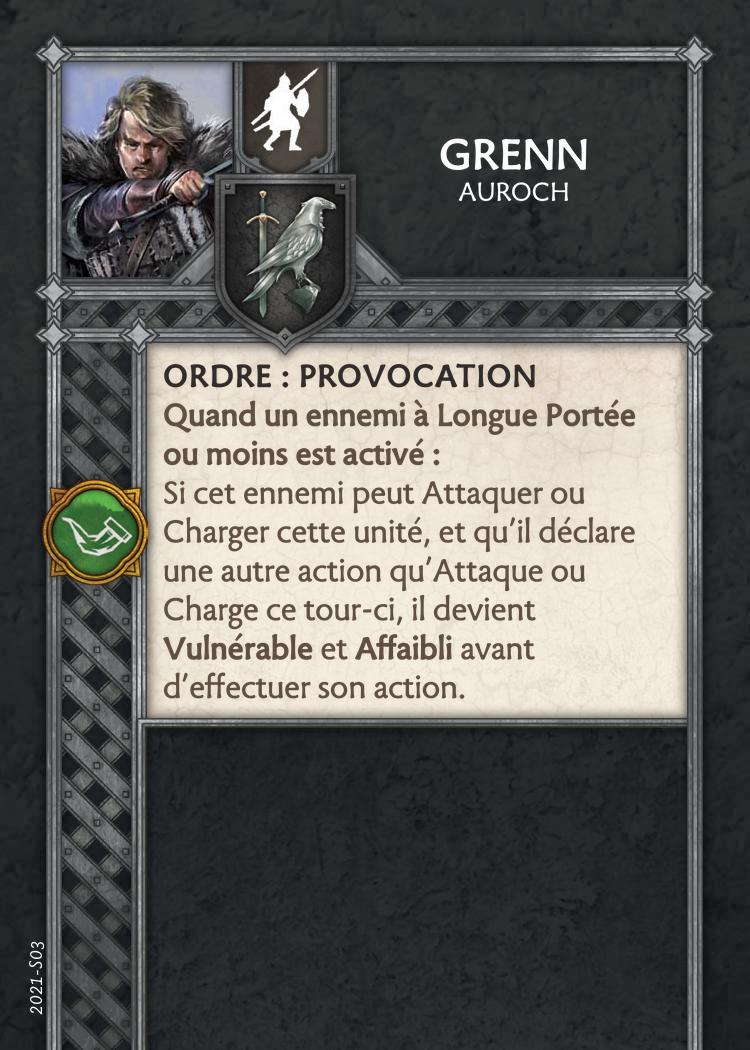 GRENN
AUROCH
ORDRE : PROVOCATION
Quand un ennemi à Longue Portée
ou moins est activé :
Si cet ennemi peut Attaquer ou
Charger cette unité, et qu’il déclare
une autre action qu’Attaque ou
Charge ce tour-ci, il devient
Vulnérable et Affaibli avant
d’effectuer son action.
2021-S03